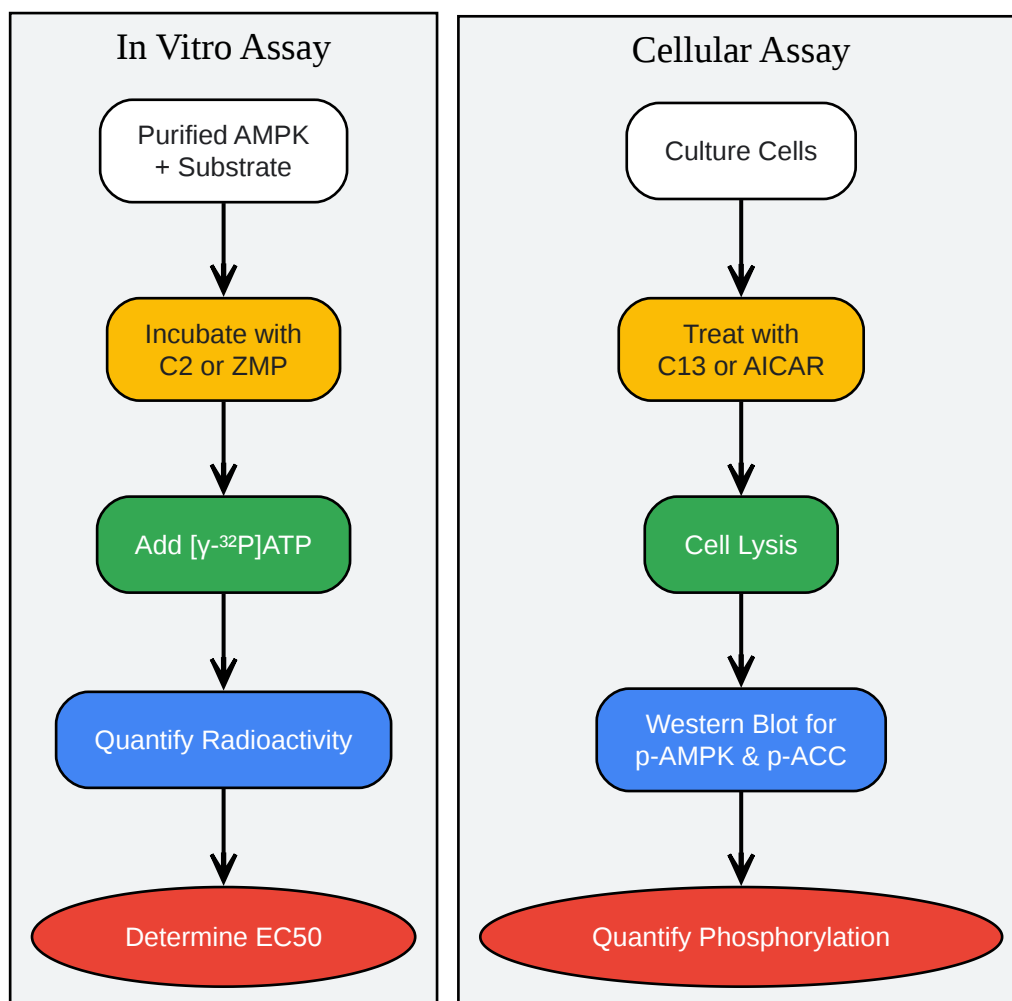 In Vitro Assay
Purified AMPK
+ Substrate
Incubate with
C2 or ZMP
Add [γ-³²P]ATP
Quantify Radioactivity
Determine EC50
Cellular Assay
Culture Cells
Treat with
C13 or AICAR
Cell Lysis
Western Blot for
p-AMPK & p-ACC
Quantify Phosphorylation